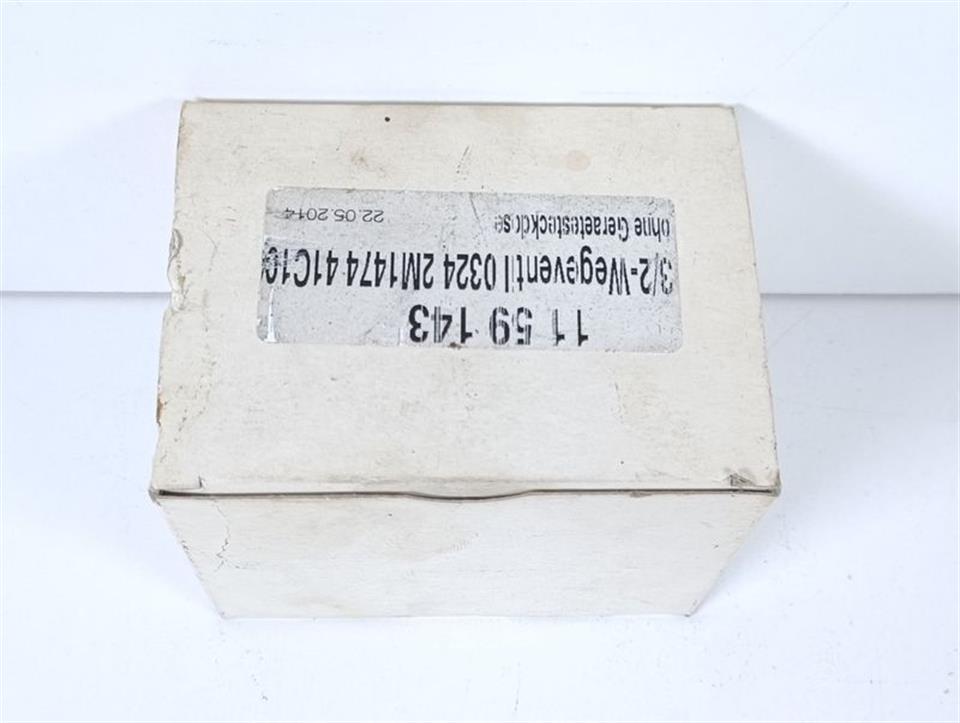 11 59 143
3/2-Wegeventil 0324 2M1474 41C10
ohne Geraetesteckdose
22.05.2014